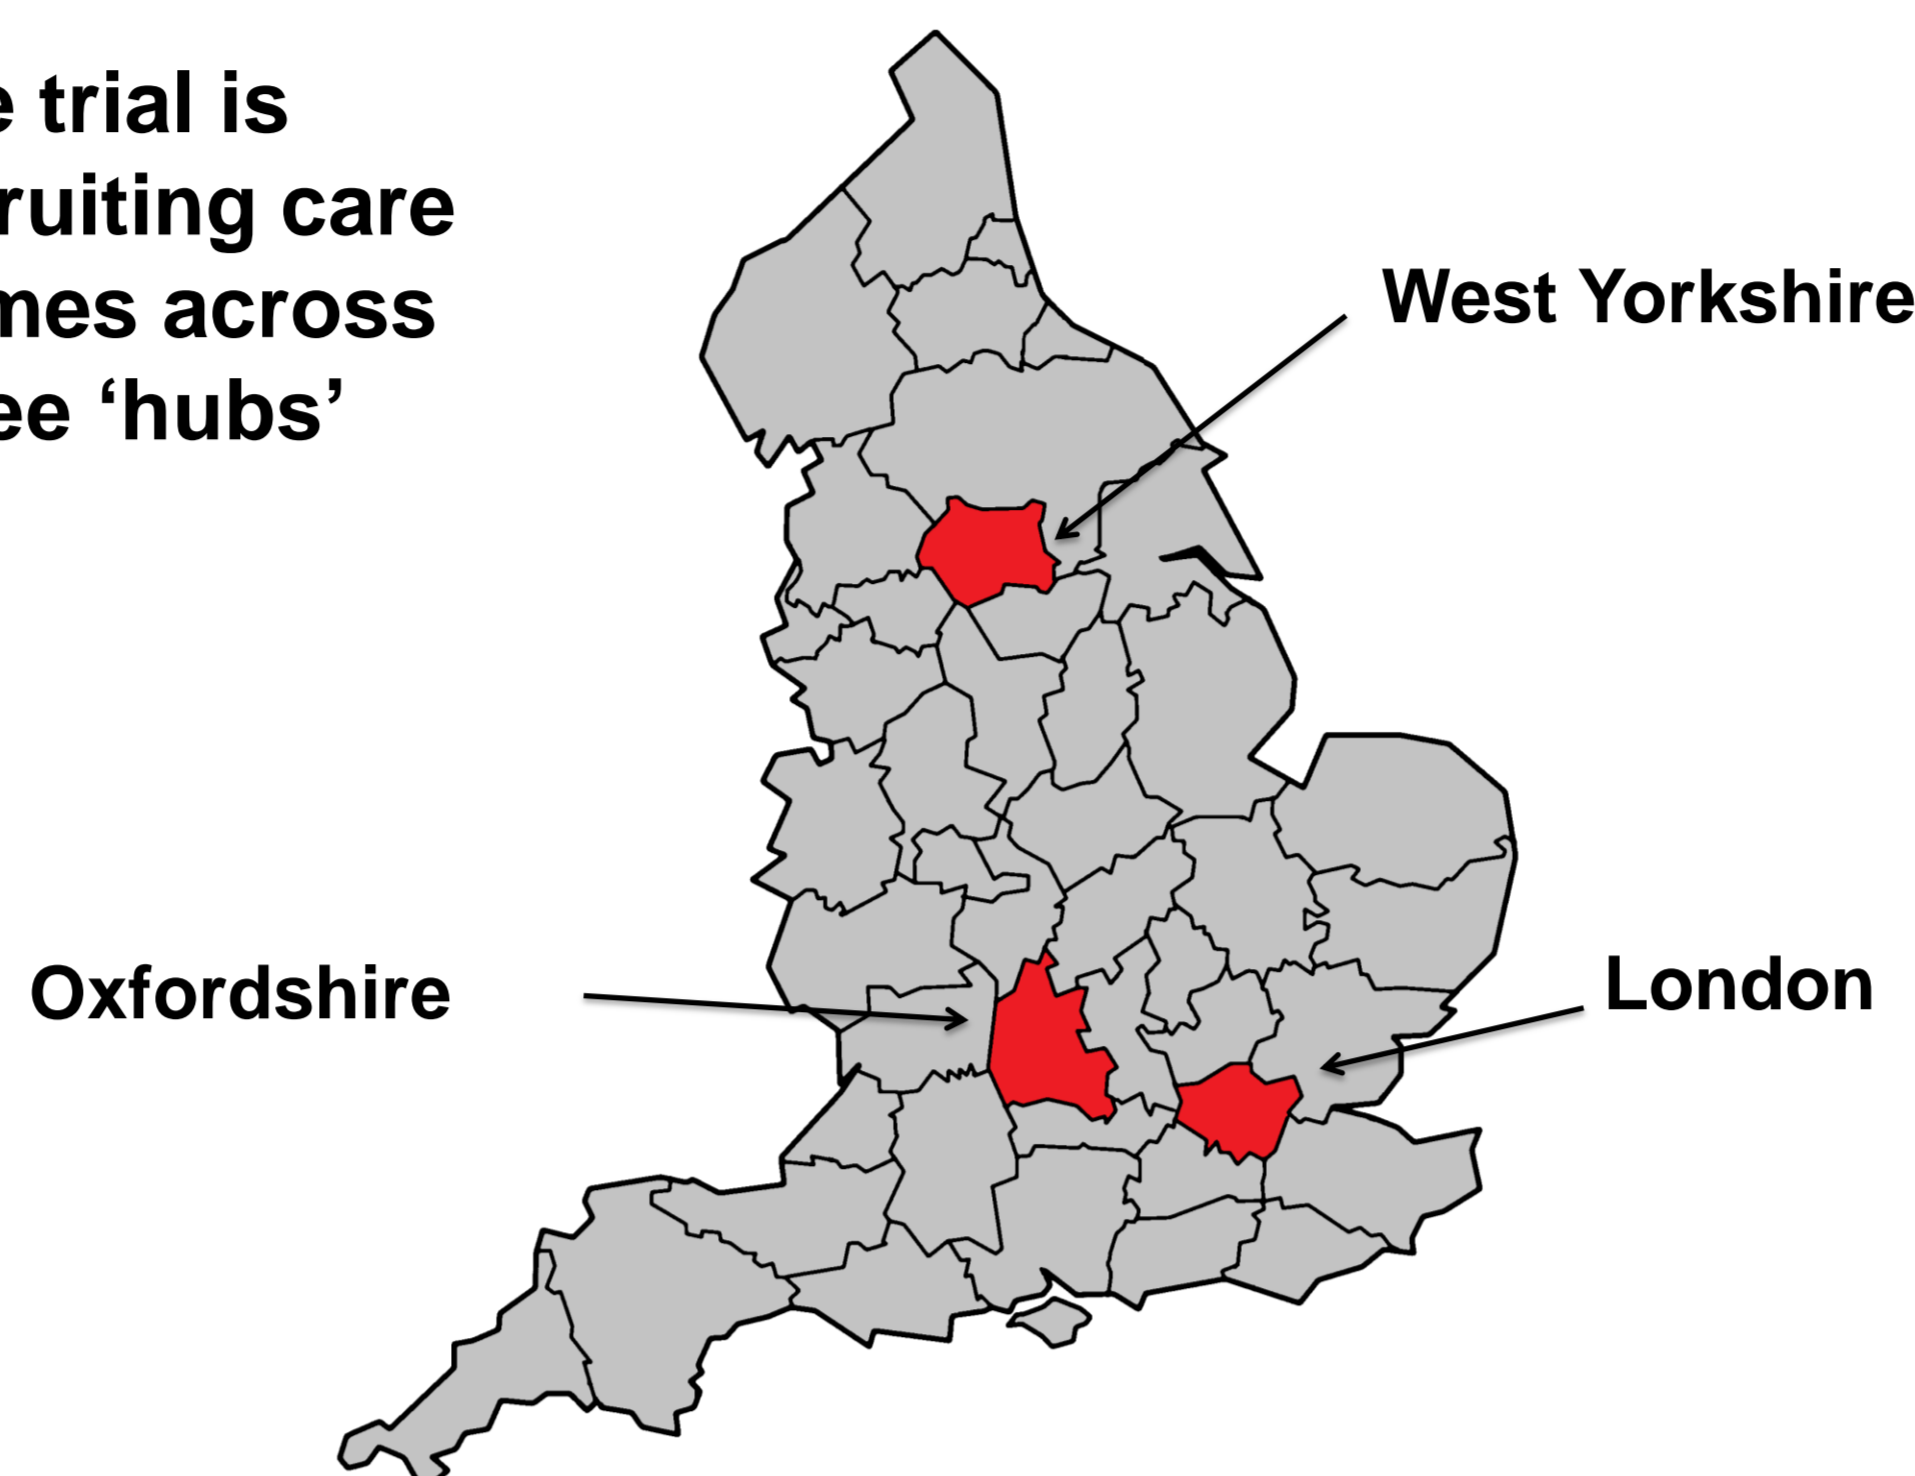 e trial is
ruiting care
mes across
ee ‘hubs’
West Yorkshire
Oxfordshire
London